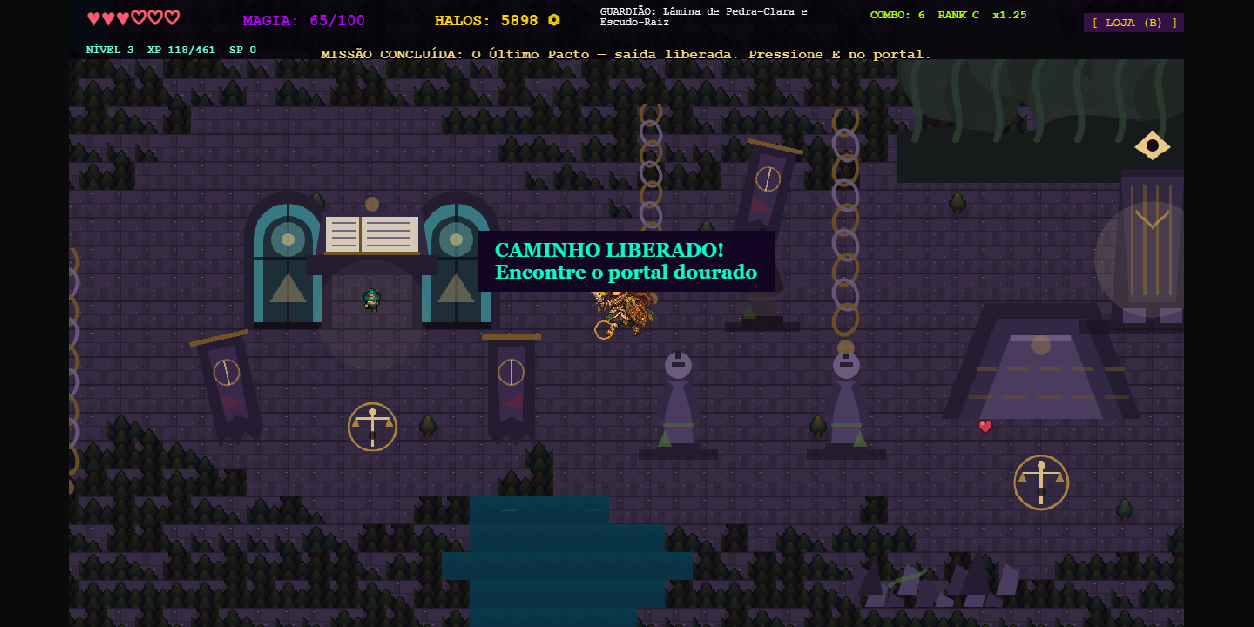 MAGIA: 65/100
HALOS: 5898
GUARDIÃO: Lâmina de Pedra-Clara e
Escudo-Raiz
COMBO: 6 RANK C x1.25
[ LOJA (B) ]
NÍVEL 3 XP 118/461 SP 0
MISSÃO CONCLUÍDA: O Último Pacto — saída liberada. Pressione E no portal.
CAMINHO LIBERADO!
Encontre o portal dourado